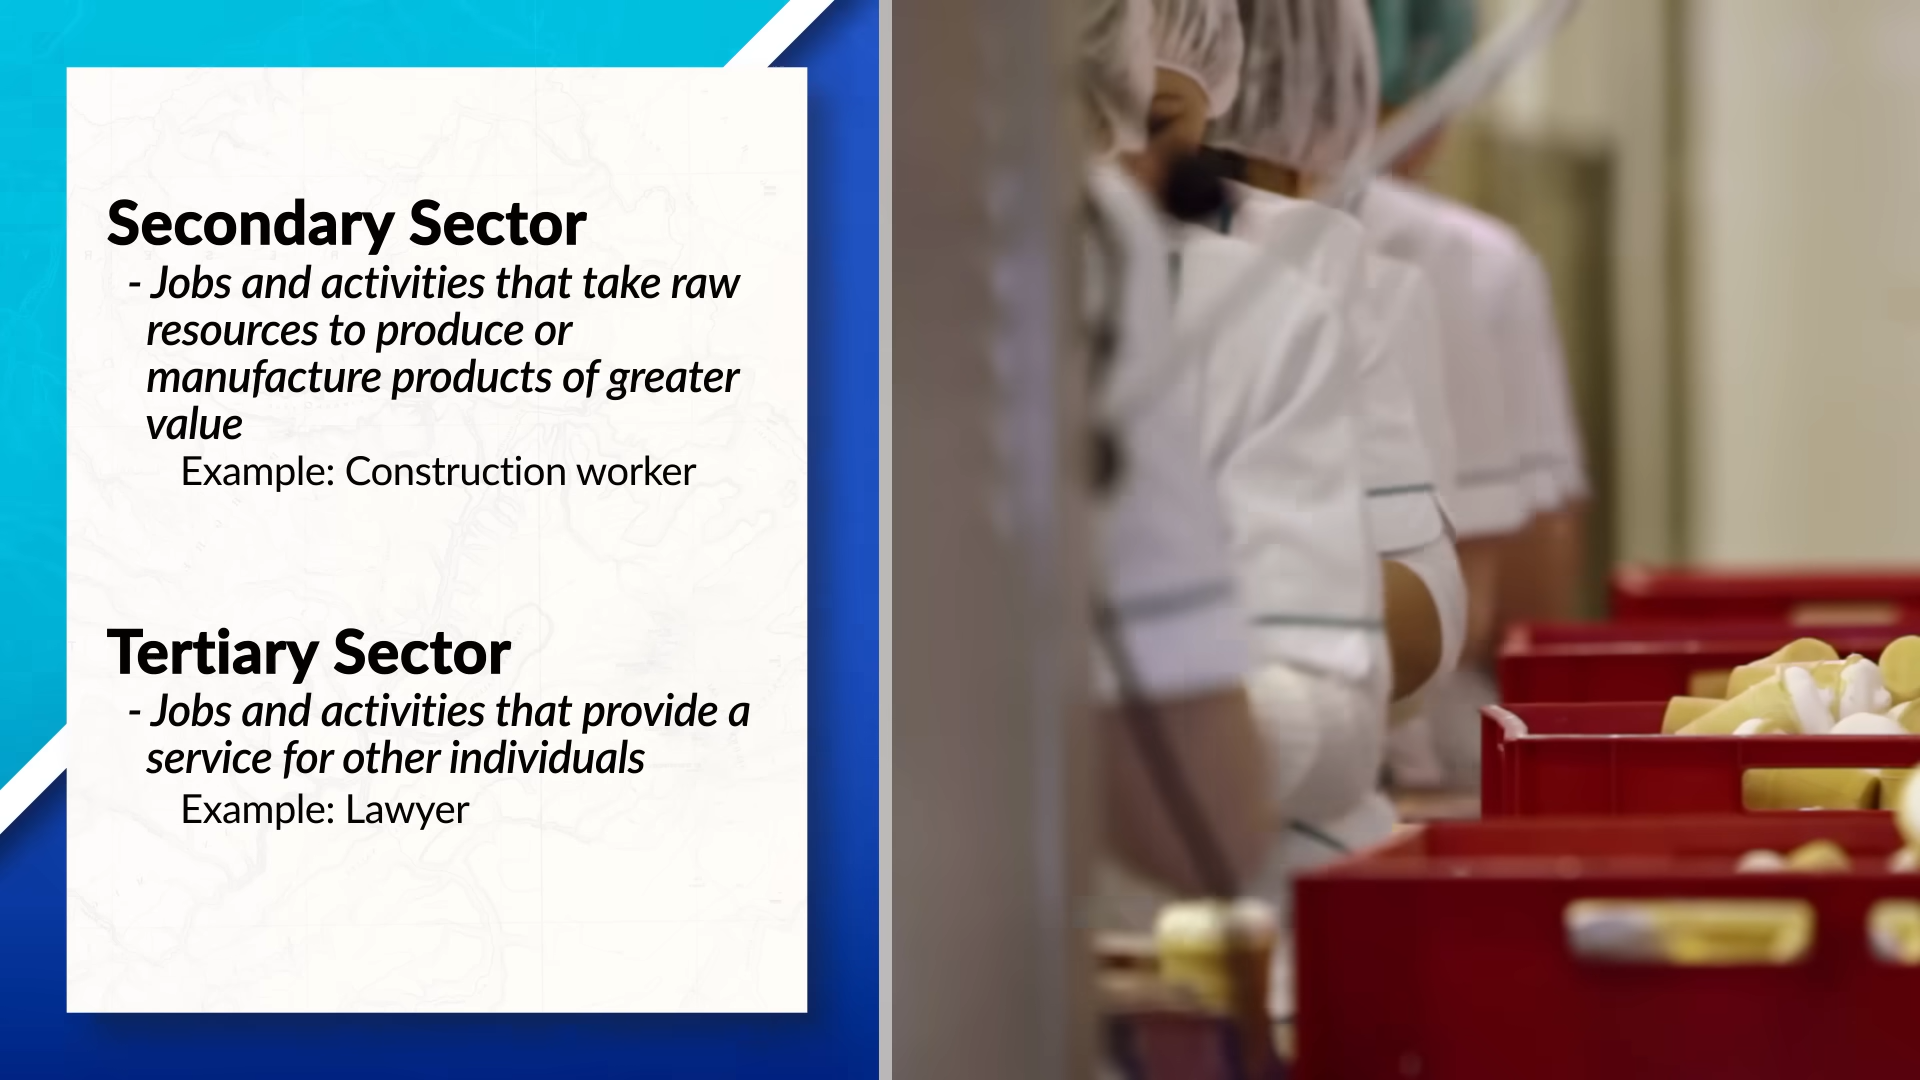 Secondary Sector
- Jobs and activities that take raw
resources to produce or
manufacture products of greater
value
Example: Construction worker
Tertiary Sector
- Jobs and activities that provide a
service for other individuals
Example: Lawyer